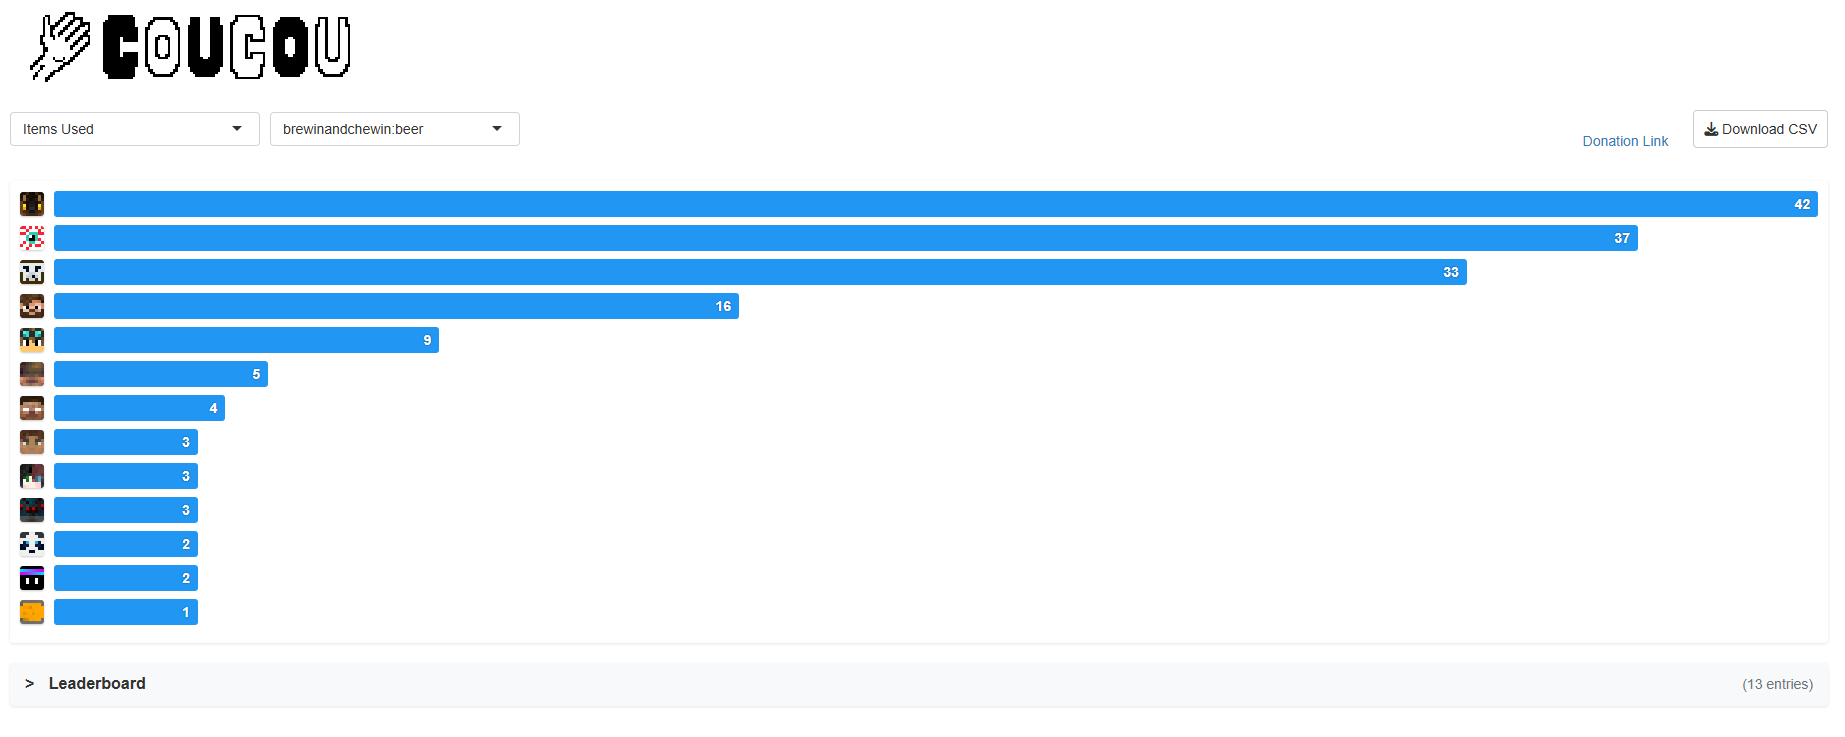 COUCOU
Items Used
brewinandchewin:beer
Donation Link
Download CSV
42
37
33
16
9
5
4
3
3
3
2
2
1
> Leaderboard
(13 entries)